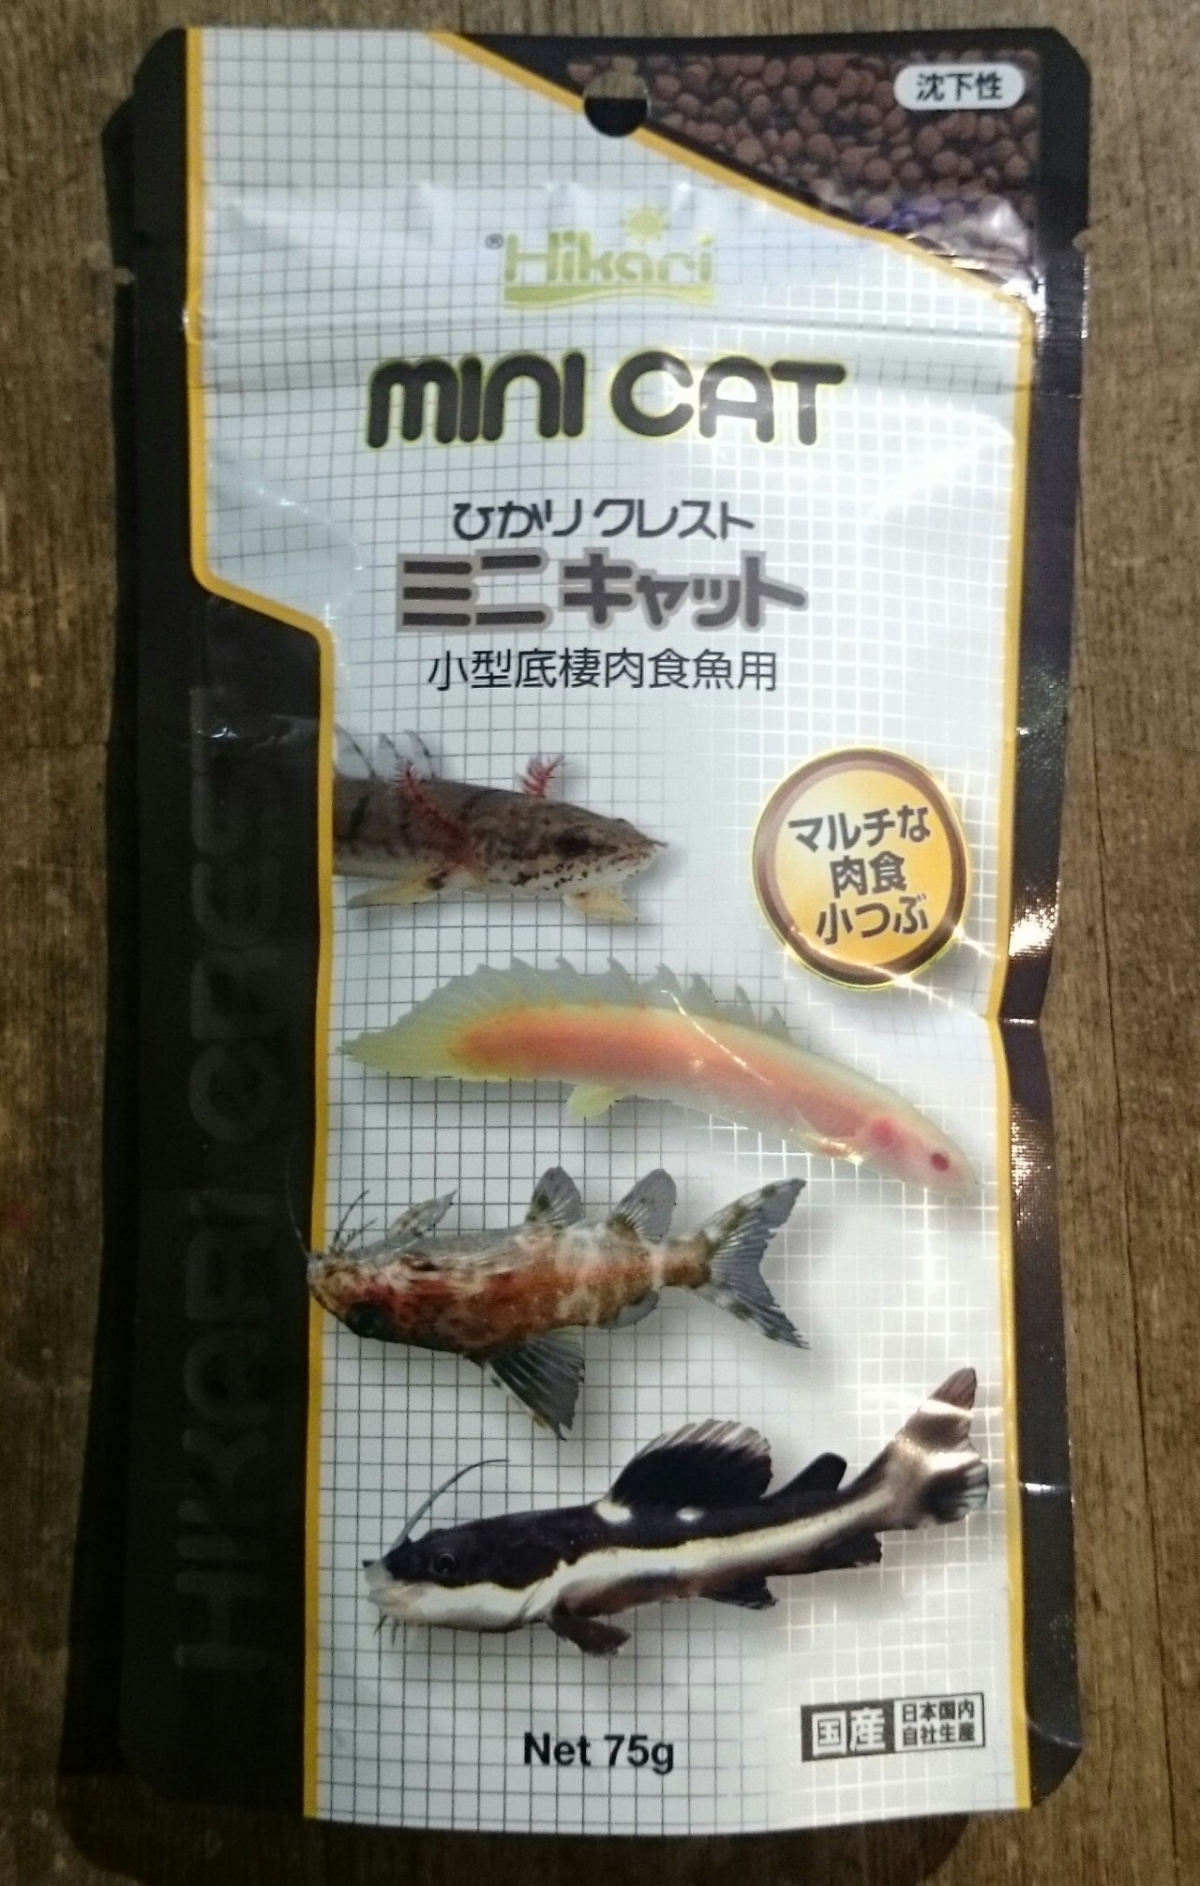 沈下性
®Hikari
MINI CAT
ひかりクレスト
ミニキャット
小型底棲肉食魚用
マルチな
肉食
小つぶ
HIKARI CREST
Net 75g
国産
日本国内
自社生産